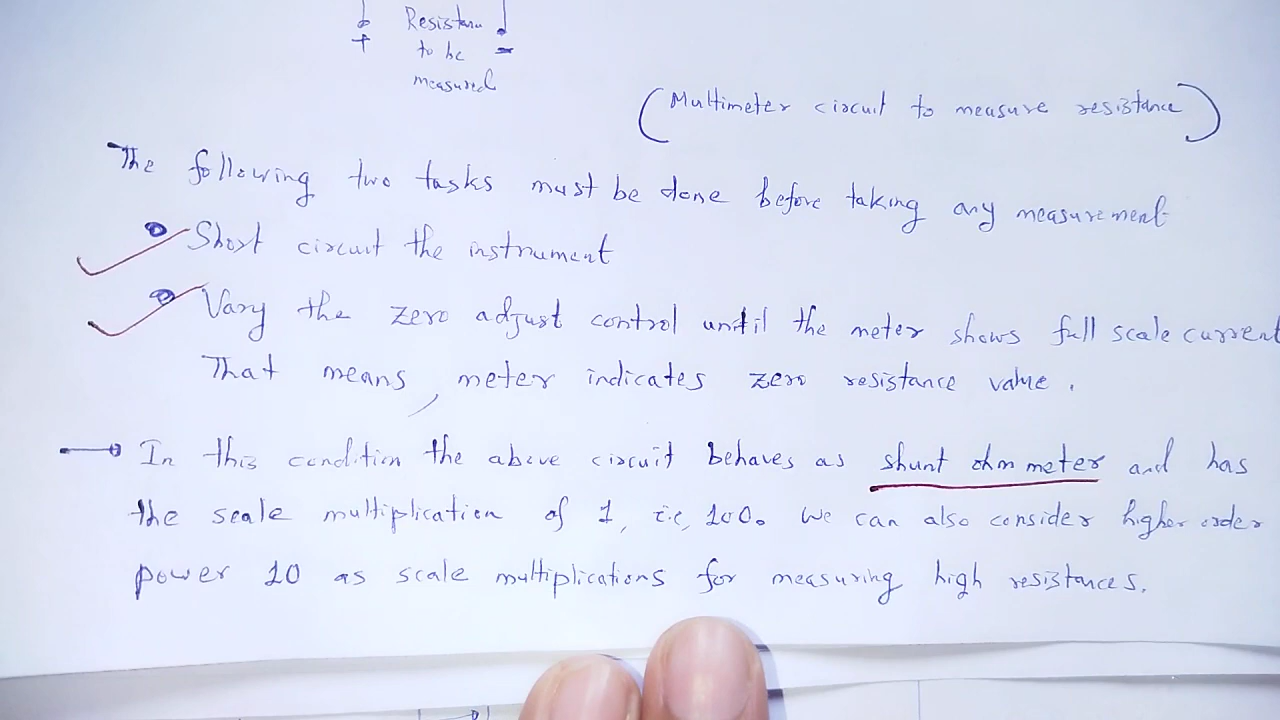 + Resistanc -
to be
measured
(Multimeter circuit to measure resistance)
The following two tasks must be done before taking any measurement
• Short circuit the instrument
• Vary the zero adjust control until the meter shows full scale current
That means, meter indicates zero resistance value.
→ In this condition the above circuit behaves as shunt ohm meter and has
the scale multiplication of 1, i.e, 100. We can also consider higher order
power 10 as scale multiplications for measuring high resistances.